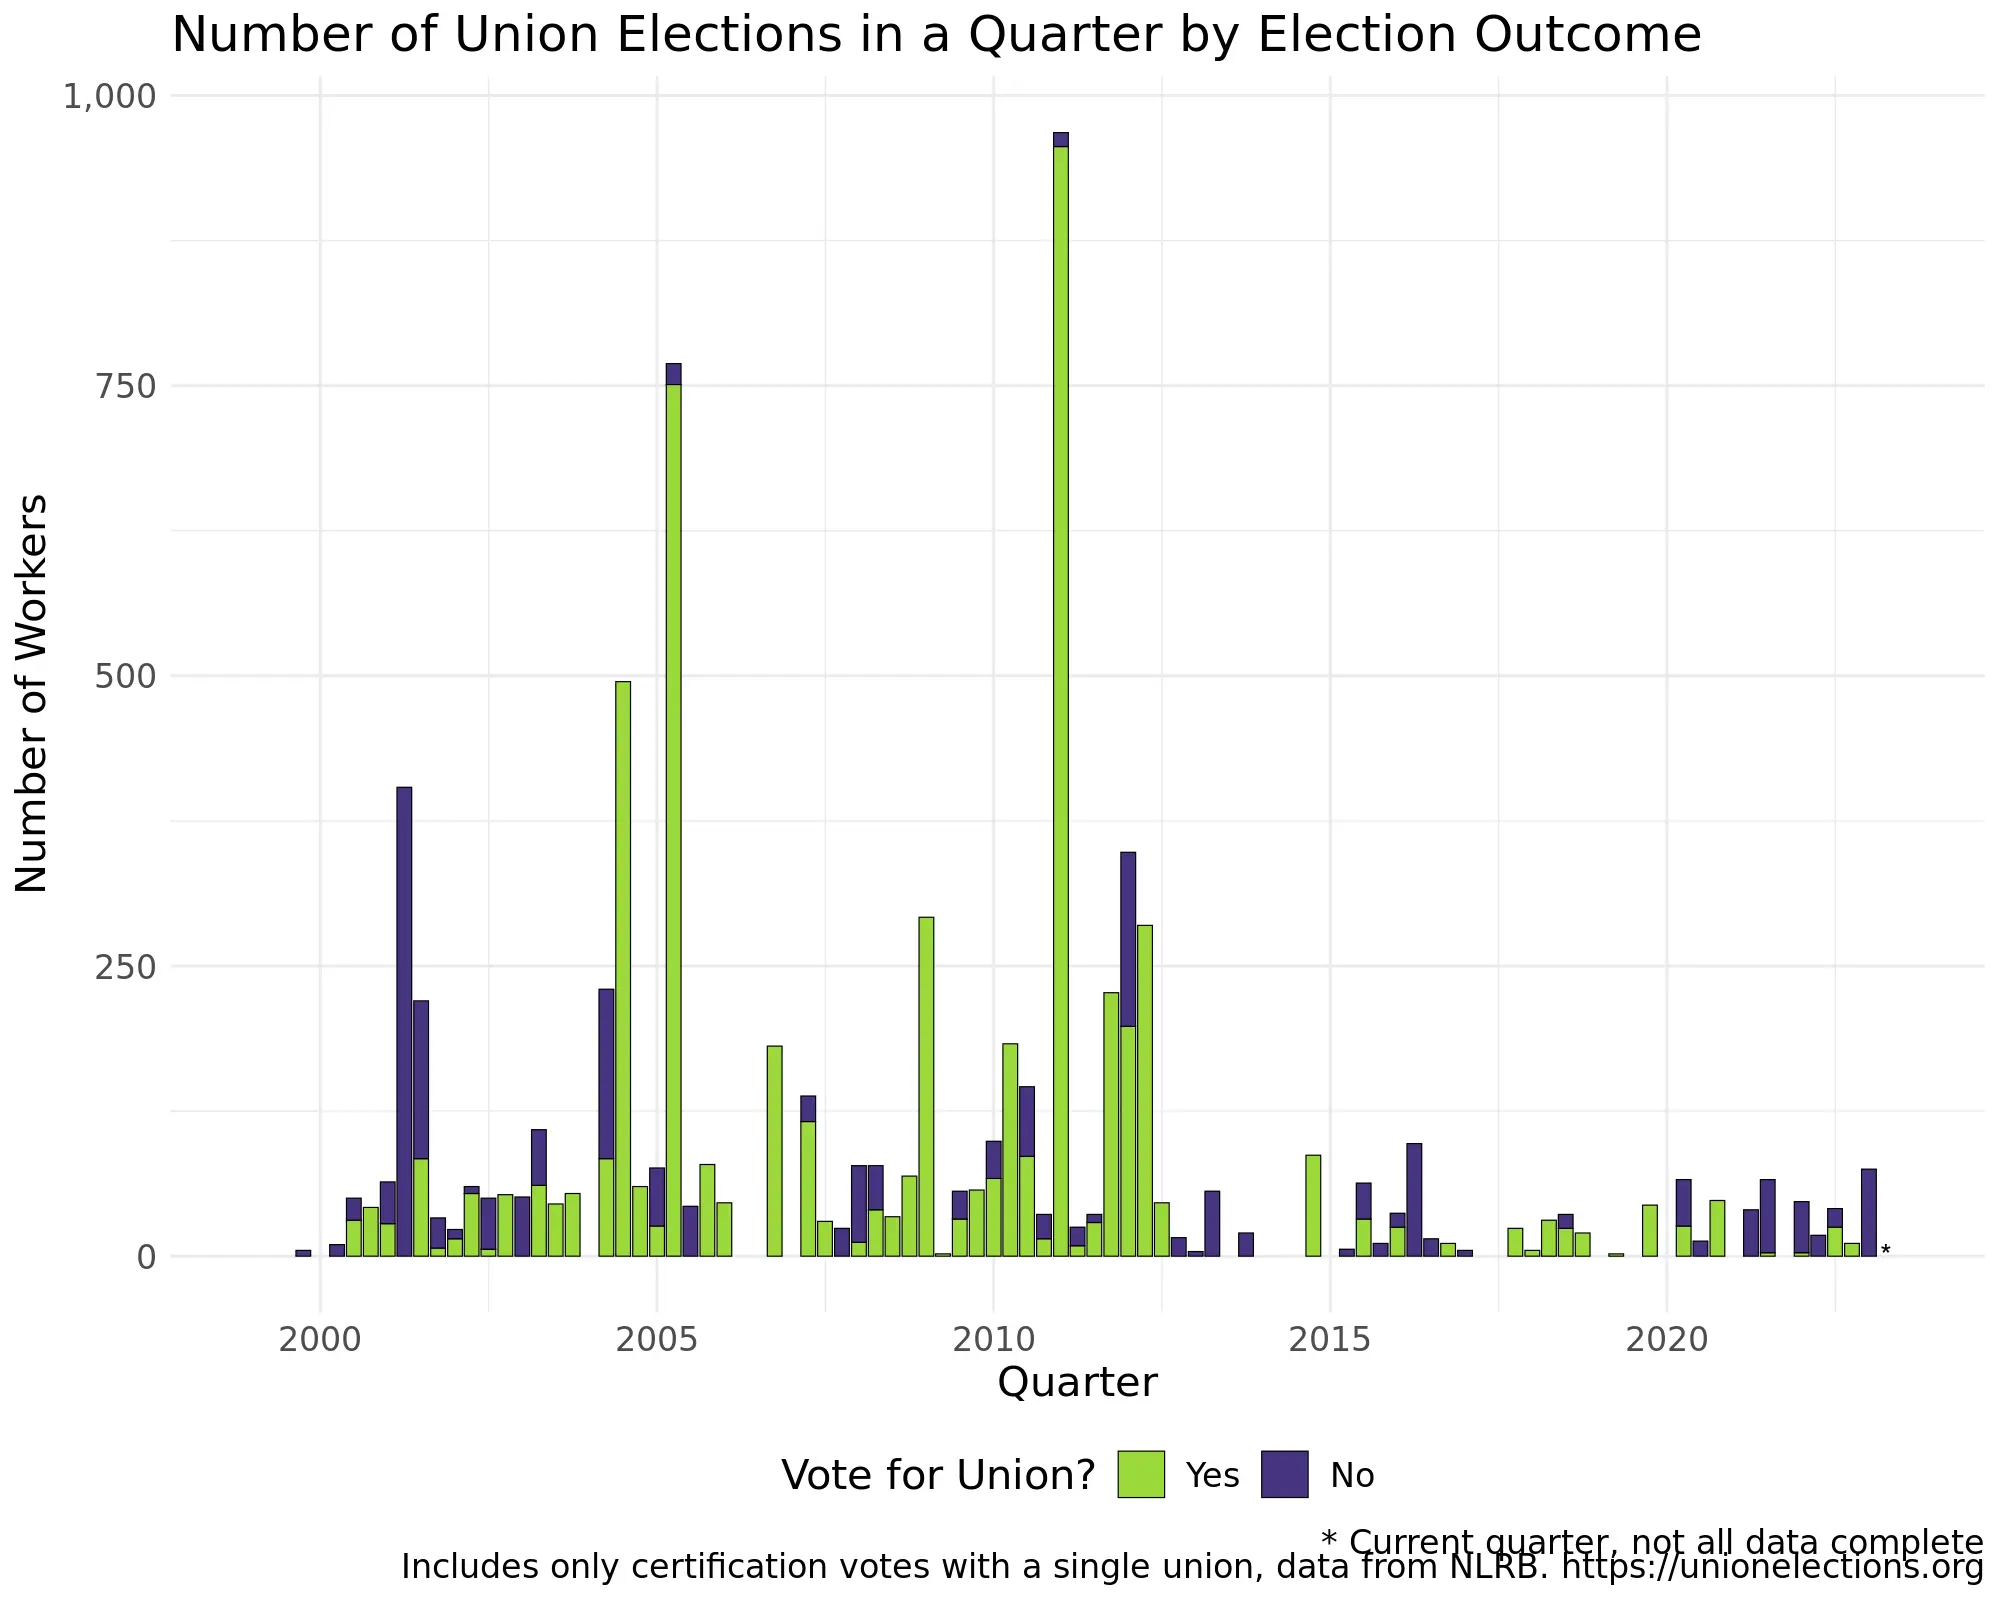 Number of Union Elections in a Quarter by Election Outcome
1,000
750
500
250
0
Number of Workers
*
2000 2005 2010 2015 2020
Quarter
Vote for Union? Yes No
* Current quarter, not all data complete
Includes only certification votes with a single union, data from NLRB. https://unionelections.org